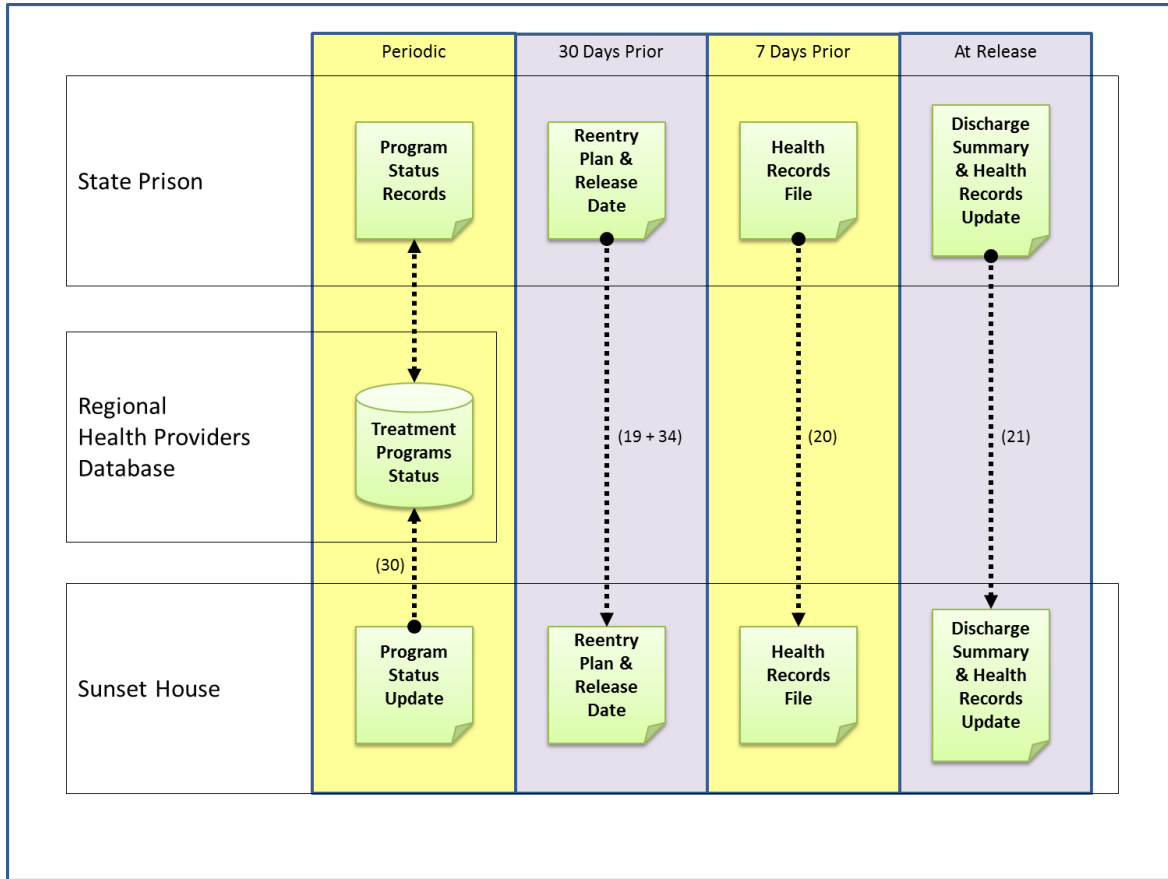 Periodic
30 Days Prior
7 Days Prior
At Release
State Prison
Program
Status
Records
Reentry
Plan &
Release
Date
Health
Records
File
Discharge
Summary
& Health
Records
Update
Regional
Health Providers
Database
Treatment
Programs
Status
(19 + 34)
(20)
(21)
(30)
Sunset House
Program
Status
Update
Reentry
Plan &
Release
Date
Health
Records
File
Discharge
Summary
& Health
Records
Update